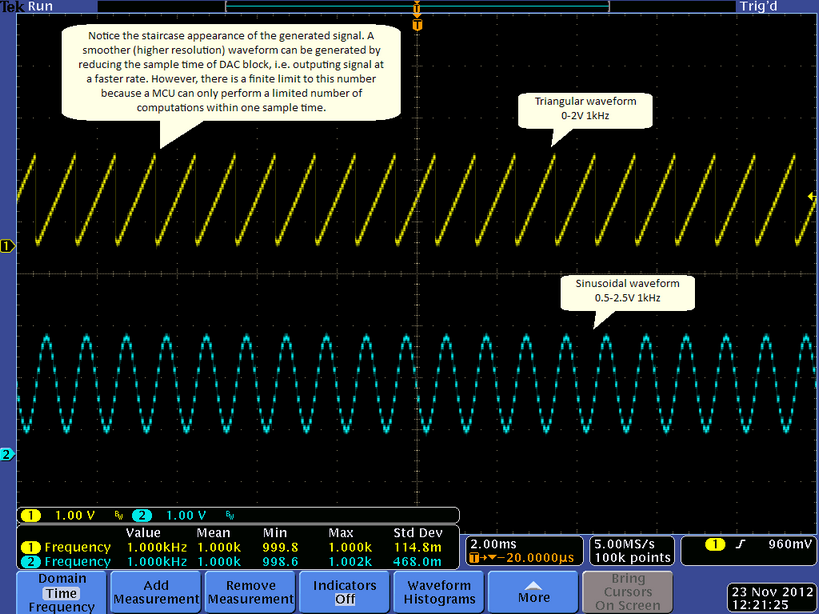 Tek Run Trig'd
T
T
Notice the staircase appearance of the generated signal. A
smoother (higher resolution) waveform can be generated by
reducing the sample time of DAC block, i.e. outputing signal at
a faster rate. However, there is a finite limit to this number
because a MCU can only perform a limited number of
computations within one sample time.
Triangular waveform
0-2V 1kHz
1
Sinusoidal waveform
0.5-2.5V 1kHz
2
1 1.00 V BW 2 1.00 V BW
Value Mean Min Max Std Dev
1 Frequency 1.000kHz 1.000k 999.8 1.000k 114.8m
2 Frequency 1.000kHz 1.000k 998.6 1.002k 468.0m
2.00ms
T→▼−20.0000µs
5.00MS/s
100k points
1 960mV
Domain
Time
Frequency
Add
Measurement
Remove
Measurement
Indicators
Off
Waveform
Histograms
More
Bring
Cursors
On Screen
23 Nov 2012
12:21:25